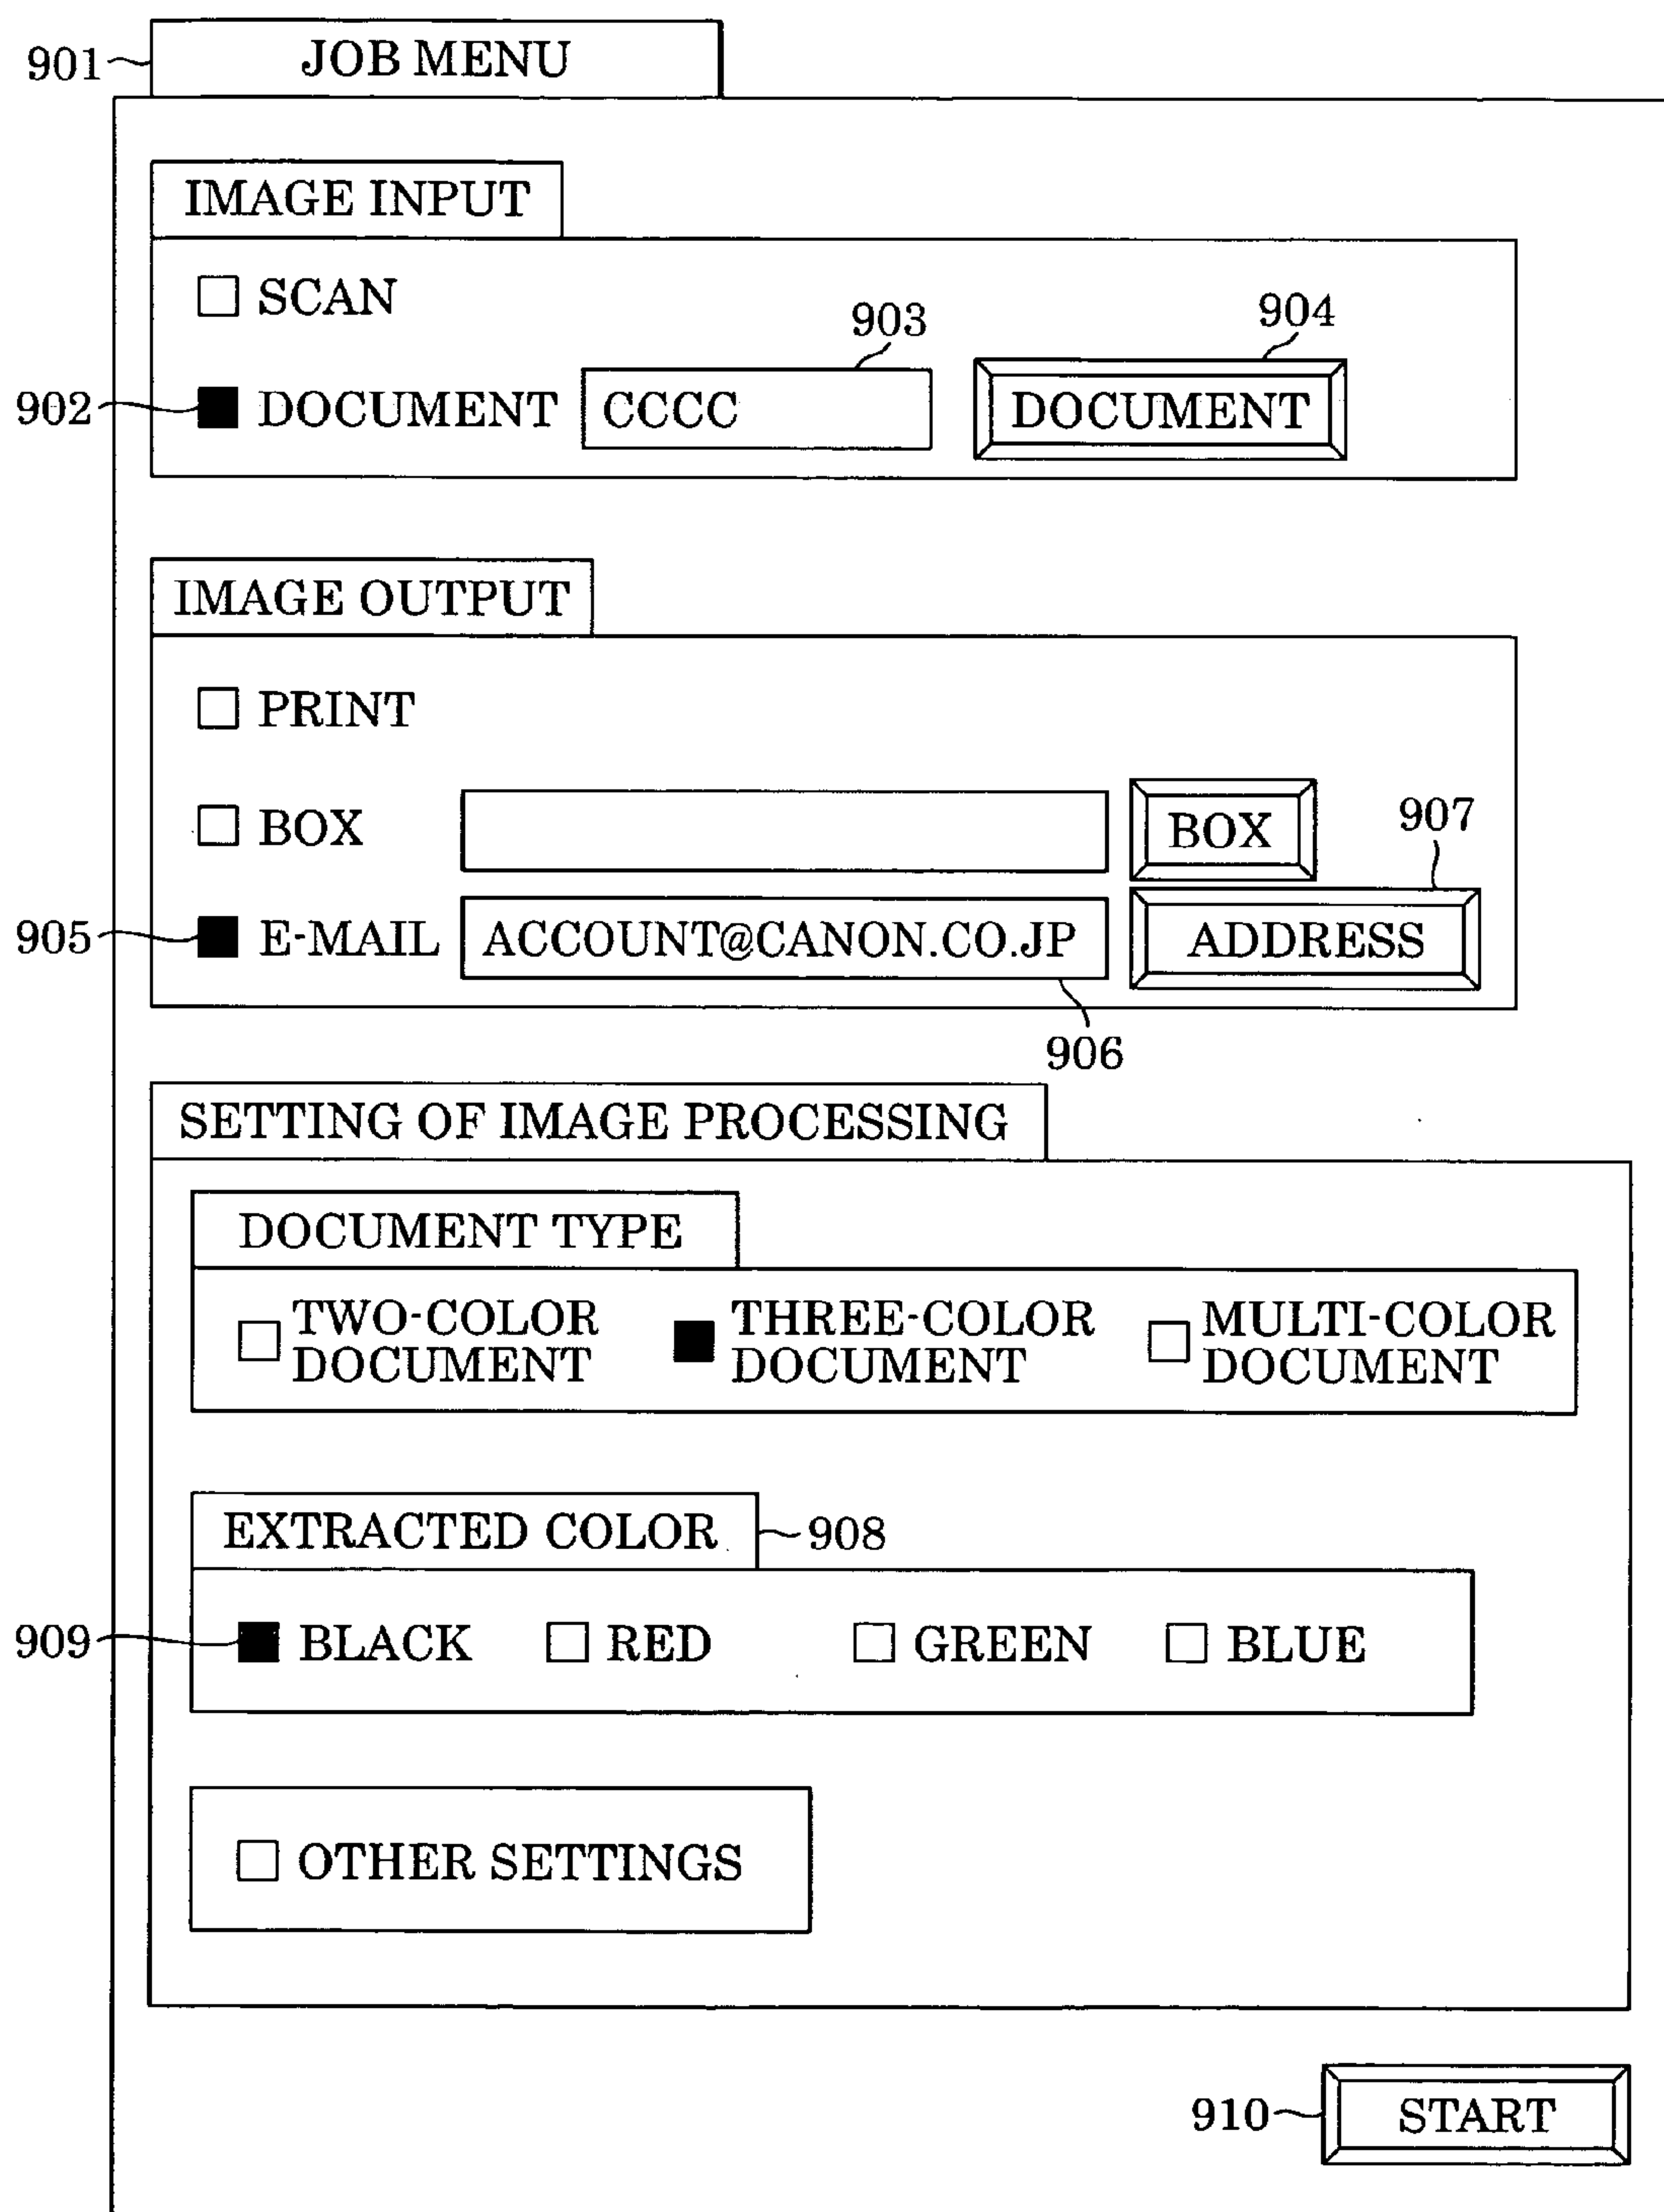 901 JOB MENU
IMAGE INPUT
SCAN
903 904
902 DOCUMENT CCCC DOCUMENT
IMAGE OUTPUT
PRINT
BOX BOX 907
905 E-MAIL ACCOUNT@CANON.CO.JP ADDRESS
906
SETTING OF IMAGE PROCESSING
DOCUMENT TYPE
TWO-COLOR DOCUMENT THREE-COLOR DOCUMENT MULTI-COLOR DOCUMENT
EXTRACTED COLOR 908
909 BLACK RED GREEN BLUE
OTHER SETTINGS
910 START